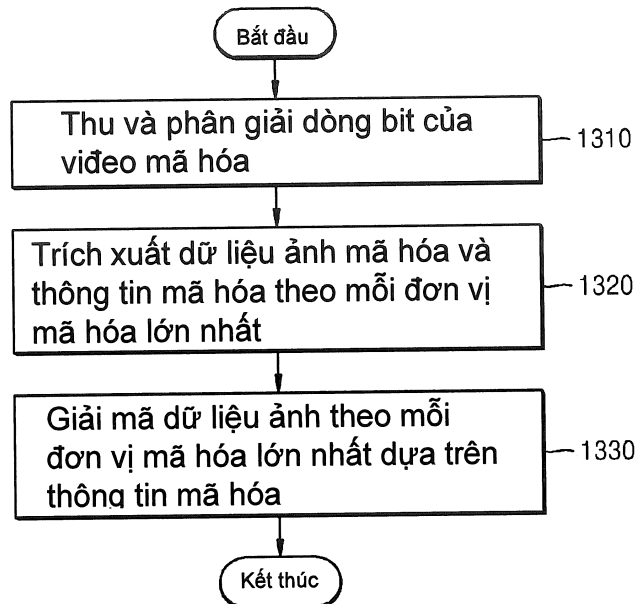 Bắt đầu
Thu và phân giải dòng bit của
viđeo mã hóa
1310
Trích xuất dữ liệu ảnh mã hóa và
thông tin mã hóa theo mỗi đơn vị
mã hóa lớn nhất
1320
Giải mã dữ liệu ảnh theo mỗi
đơn vị mã hóa lớn nhất dựa trên
thông tin mã hóa
1330
Kết thúc